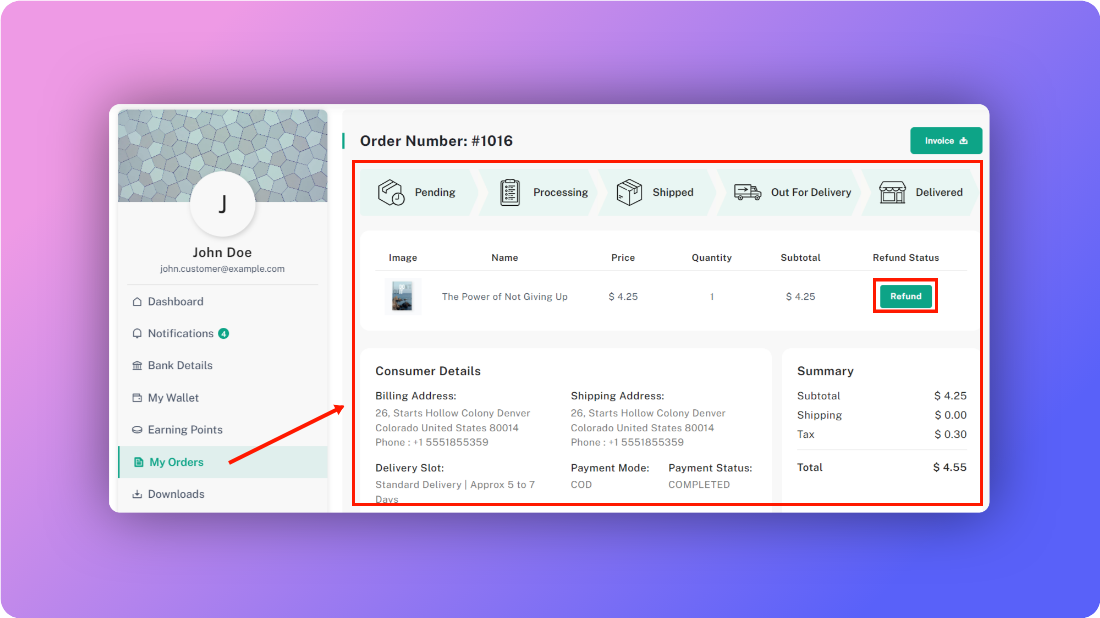 J
John Doe
john.customer@example.com
Dashboard
Notifications 4
Bank Details
My Wallet
Earning Points
My Orders
Downloads
Order Number: #1016
Invoice
Pending
Processing
Shipped
Out For Delivery
Delivered
Image Name Price Quantity Subtotal Refund Status
The Power of Not Giving Up $ 4.25 1 $ 4.25 Refund
Consumer Details
Billing Address:
26, Starts Hollow Colony Denver
Colorado United States 80014
Phone : +1 5551855359
Shipping Address:
26, Starts Hollow Colony Denver
Colorado United States 80014
Phone : +1 5551855359
Delivery Slot:
Standard Delivery | Approx 5 to 7
Days
Payment Mode:
COD
Payment Status:
COMPLETED
Summary
Subtotal $ 4.25
Shipping $ 0.00
Tax $ 0.30
Total $ 4.55